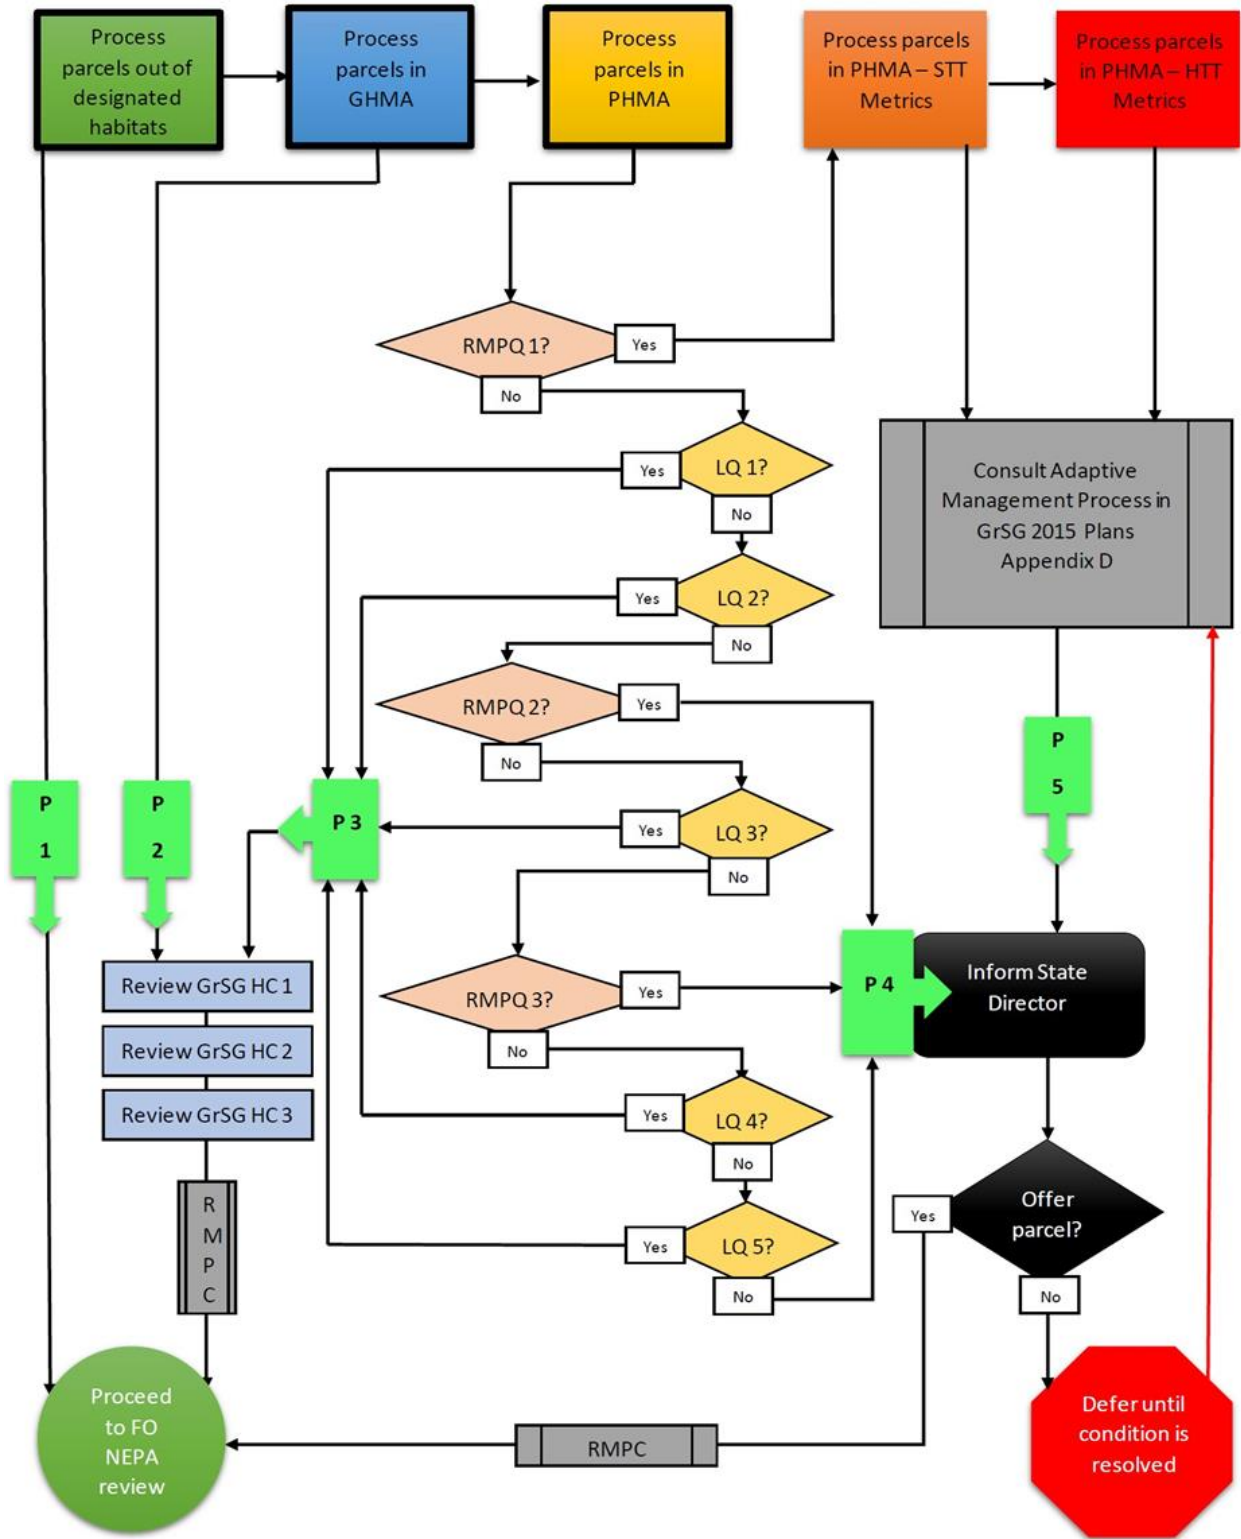 Process
parcels out of
designated
habitats
Process
parcels in
GHMA
Process
parcels in
PHMA
Process parcels
in PHMA – STT
Metrics
Process parcels
in PHMA – HTT
Metrics
RMPQ 1?
Yes
No
LQ 1?
Yes
No
Consult Adaptive
Management Process in
GrSG 2015 Plans
Appendix D
LQ 2?
Yes
No
RMPQ 2?
Yes
No
P
1
P
2
P 3
LQ 3?
Yes
No
P
5
RMPQ 3?
Yes
No
P 4
Inform State
Director
Review GrSG HC 1
Review GrSG HC 2
Review GrSG HC 3
LQ 4?
Yes
No
R
M
P
C
LQ 5?
Yes
No
Offer
parcel?
Yes
No
Proceed
to FO
NEPA
review
RMPC
Defer until
condition is
resolved